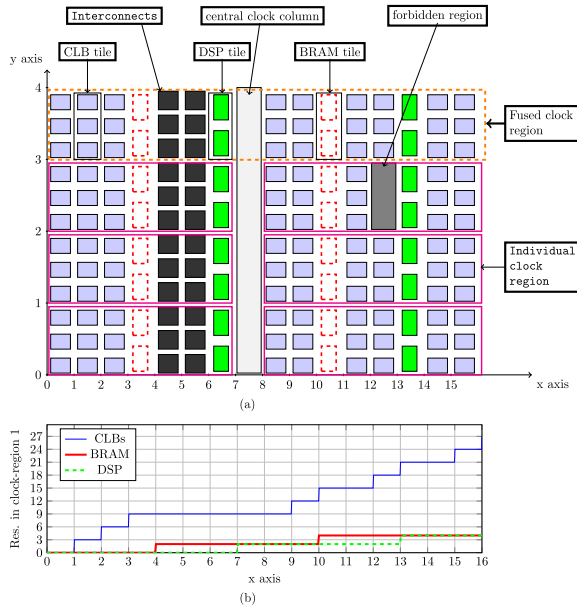 Interconnects
central clock column
forbidden region
CLB tile
DSP tile
BRAM tile
y axis
4
Fused clock
region
3
2
Individual
clock
region
1
0
0 1 2 3 4 5 6 7 8 9 10 11 12 13 14 15
x axis
(a)
Res. in clock-region 1
27
24
21
18
15
12
9
6
3
0
CLBs
BRAM
DSP
0 1 2 3 4 5 6 7 8 9 10 11 12 13 14 15 16
x axis
(b)